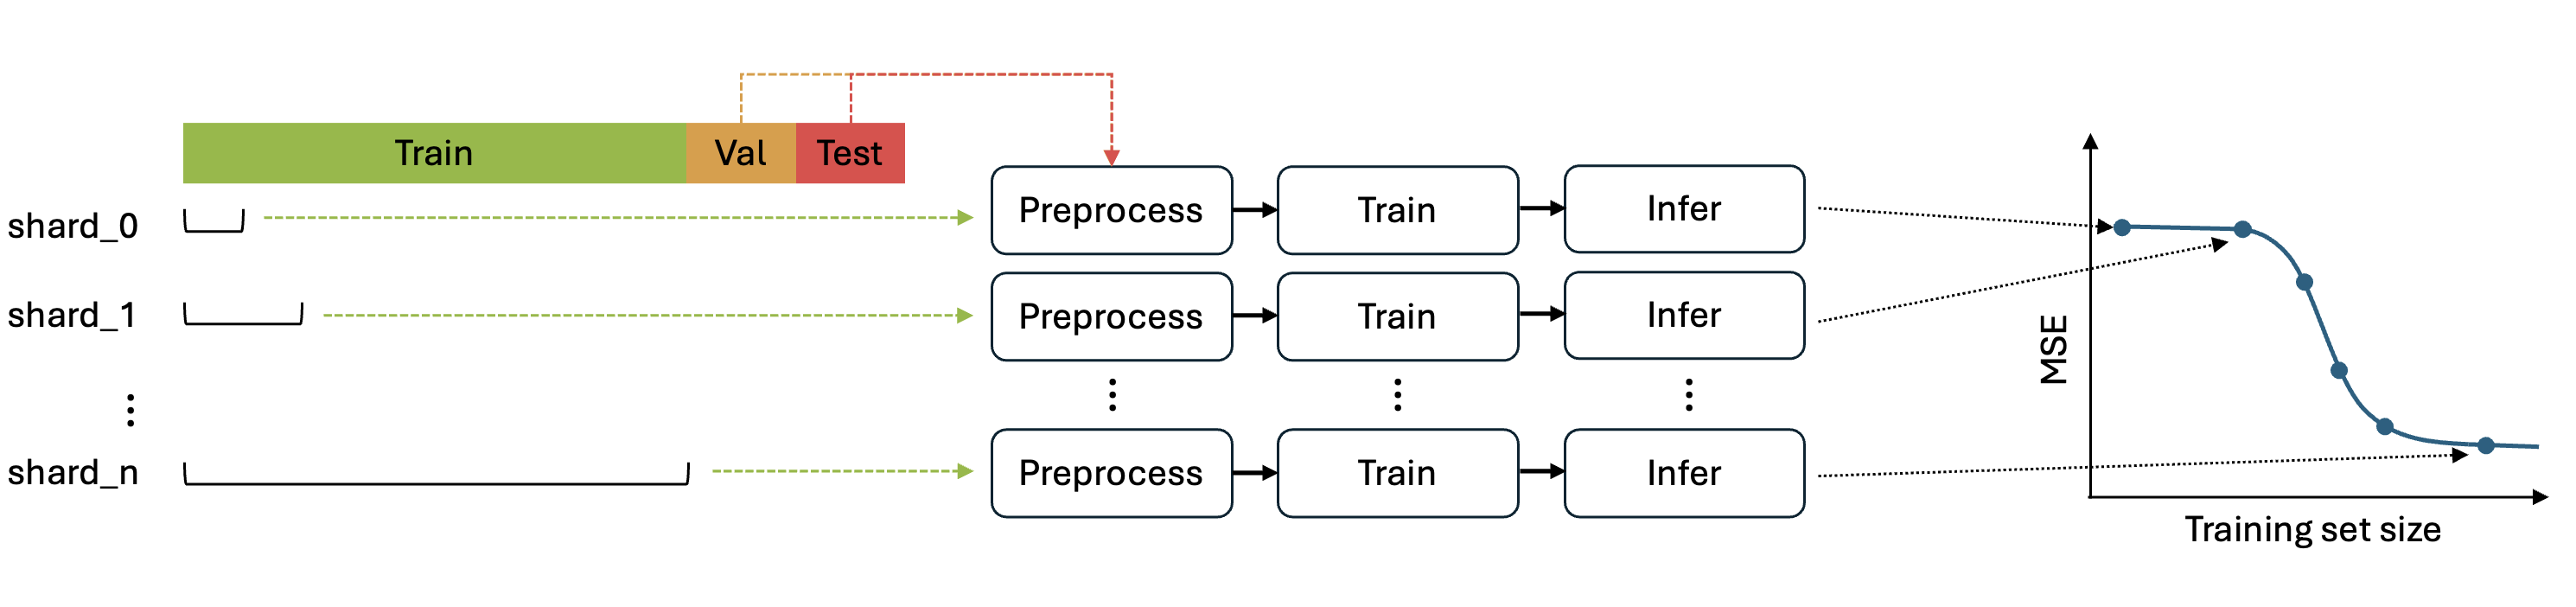 Train Val Test
shard_0
Preprocess Train Infer
shard_1
Preprocess Train Infer
shard_n
Preprocess Train Infer
MSE
Training set size